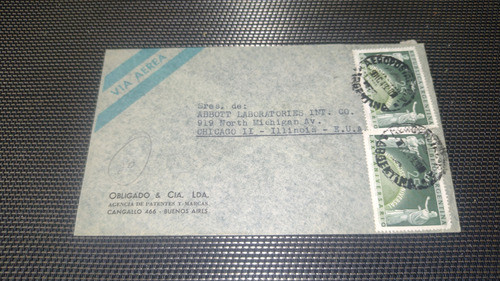 VIA AEREA
Sres. de:
ABBOTT LABORATORIES INT. CO.
919 North Michigan Av.
CHICAGO II - Illinois - E.U.A.
OBLIGADO & CIA. LDA.
AGENCIA DE PATENTES Y MARCAS
CANGALLO 466 - BUENOS AIRES.